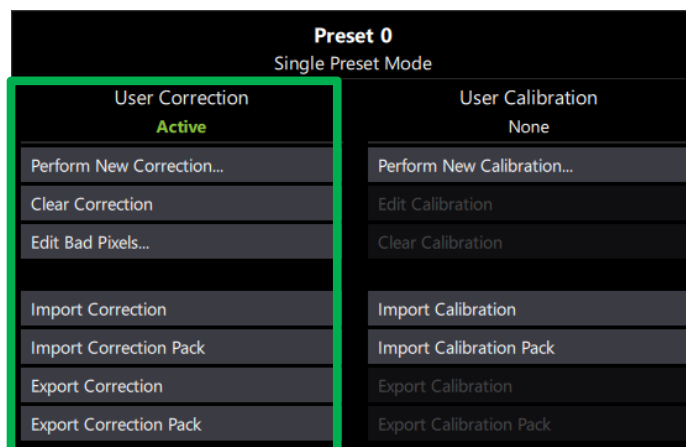 Preset 0
Single Preset Mode
User Correction
Active
Perform New Correction...
Clear Correction
Edit Bad Pixels...
Import Correction
Import Correction Pack
Export Correction
Export Correction Pack
User Calibration
None
Perform New Calibration...
Edit Calibration
Clear Calibration
Import Calibration
Import Calibration Pack
Export Calibration
Export Calibration Pack